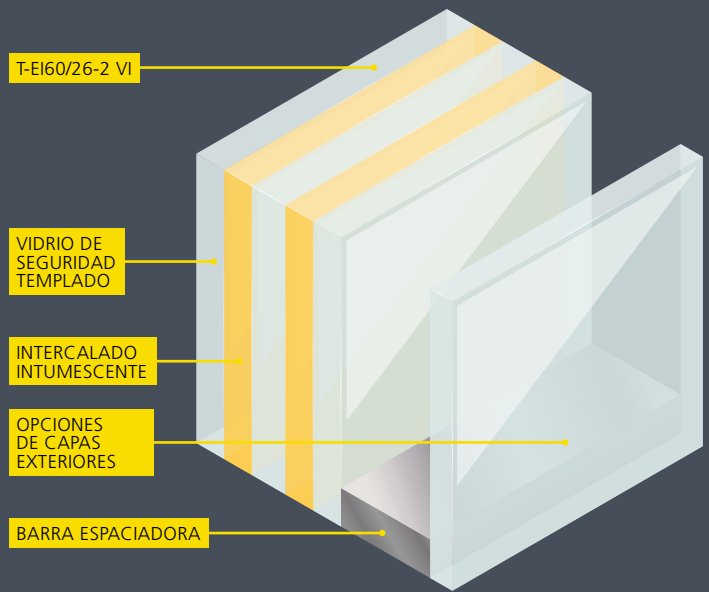 T-EI60/26-2 VI
VIDRIO DE
SEGURIDAD
TEMPLADO
INTERCALADO
INTUMESCENTE
OPCIONES
DE CAPAS
EXTERIORES
BARRA ESPACIADORA